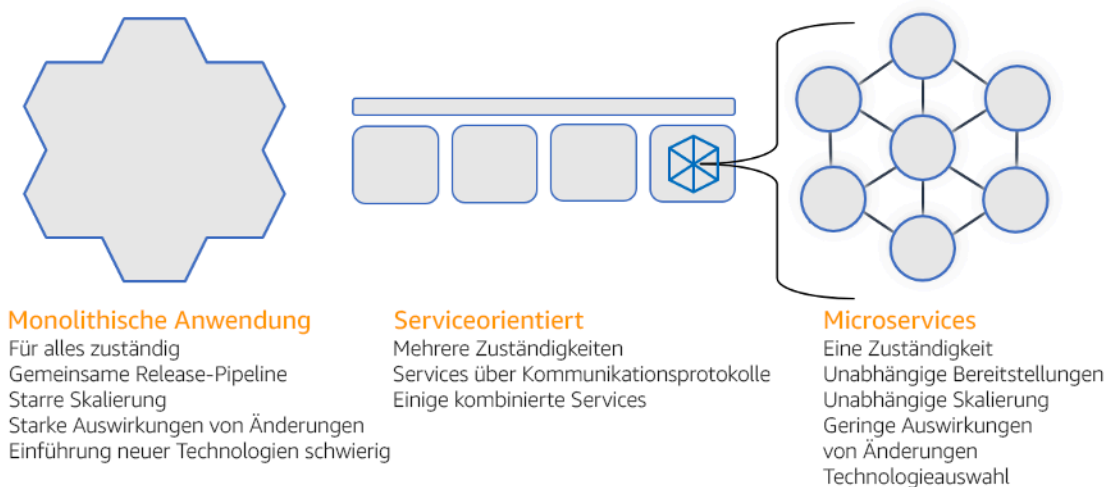 Monolithische Anwendung
Für alles zuständig
Gemeinsame Release-Pipeline
Starre Skalierung
Starke Auswirkungen von Änderungen
Einführung neuer Technologien schwierig
Serviceorientiert
Mehrere Zuständigkeiten
Services über Kommunikationsprotokolle
Einige kombinierte Services
Microservices
Eine Zuständigkeit
Unabhängige Bereitstellungen
Unabhängige Skalierung
Geringe Auswirkungen
von Änderungen
Technologieauswahl